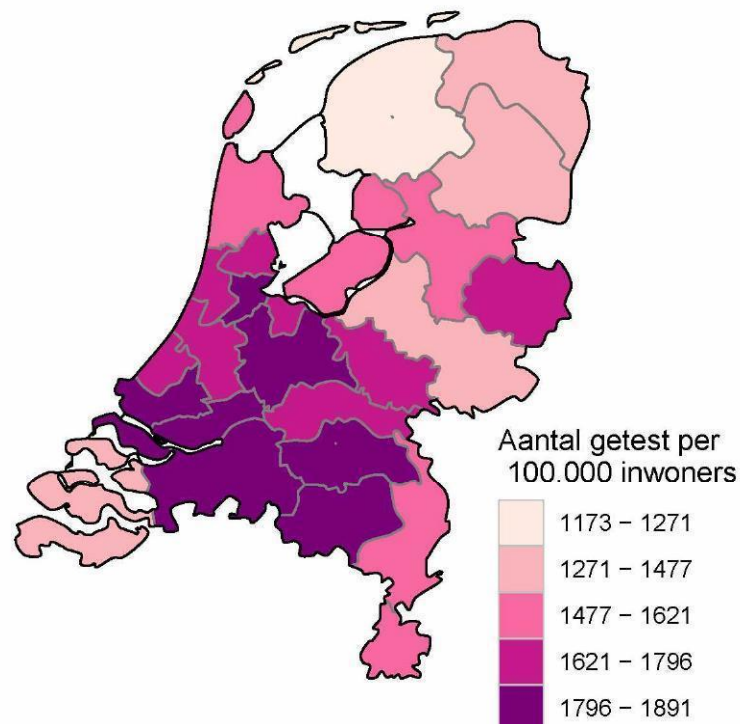 Aantal getest per
100.000 inwoners
1173 − 1271
1271 − 1477
1477 − 1621
1621 − 1796
1796 − 1891